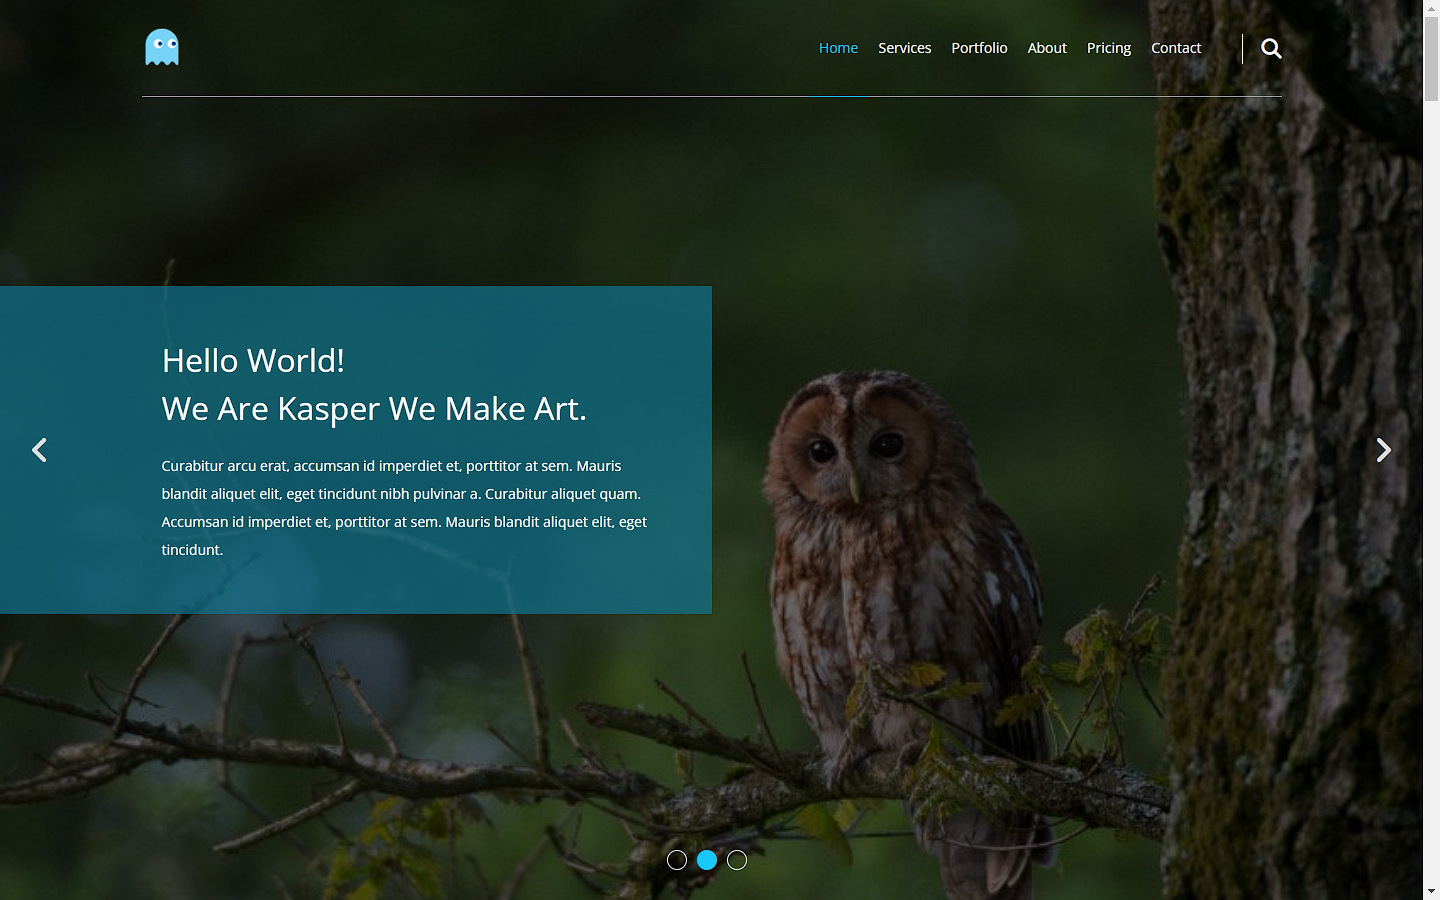 Home Services Portfolio About Pricing Contact
Hello World!
We Are Kasper We Make Art.
Curabitur arcu erat, accumsan id imperdiet et, porttitor at sem. Mauris
blandit aliquet elit, eget tincidunt nibh pulvinar a. Curabitur aliquet quam.
Accumsan id imperdiet et, porttitor at sem. Mauris blandit aliquet elit, eget
tincidunt.